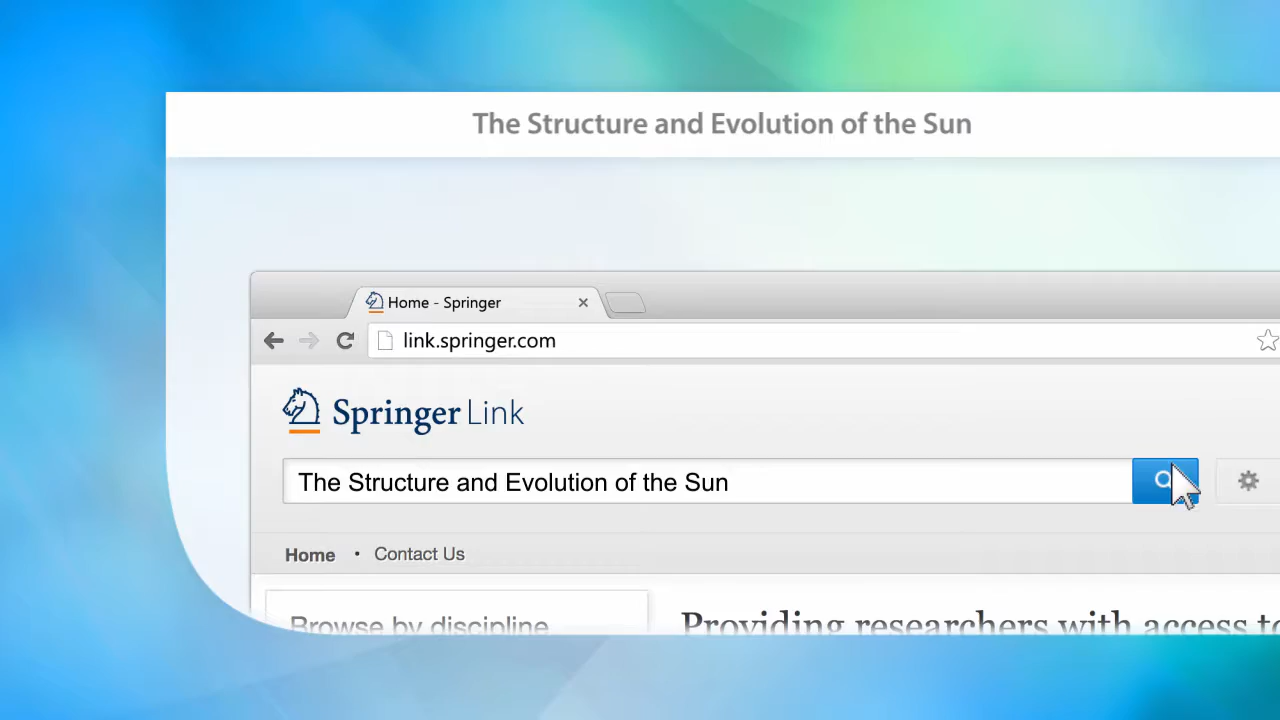 The Structure and Evolution of the Sun
Home - Springer
link.springer.com
Springer Link
The Structure and Evolution of the Sun
Home • Contact Us
Browse by discipline
Providing researchers with access to